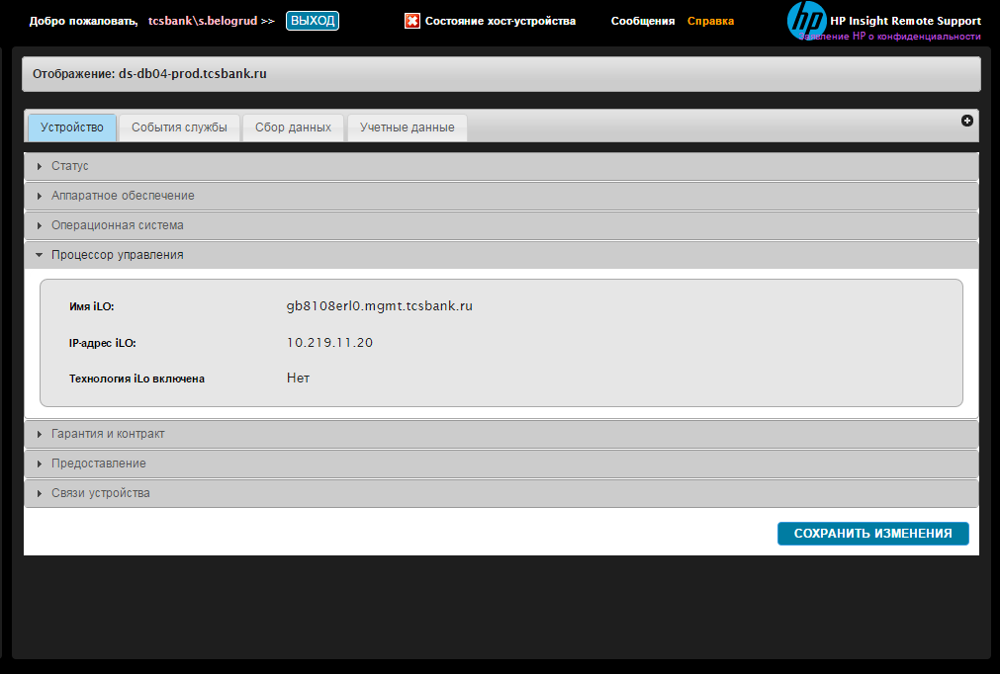 Добро пожаловать, tcsbank\s.belogrud >> ВЫХОД Состояние хост-устройства Сообщения Справка hp HP Insight Remote Support
Заявление HP о конфиденциальности
Отображение: ds-db04-prod.tcsbank.ru
Устройство События службы Сбор данных Учетные данные
Статус
Аппаратное обеспечение
Операционная система
Процессор управления
Имя iLO: gb8108erl0.mgmt.tcsbank.ru
IP-адрес iLO: 10.219.11.20
Технология iLo включена Нет
Гарантия и контракт
Предоставление
Связи устройства
СОХРАНИТЬ ИЗМЕНЕНИЯ